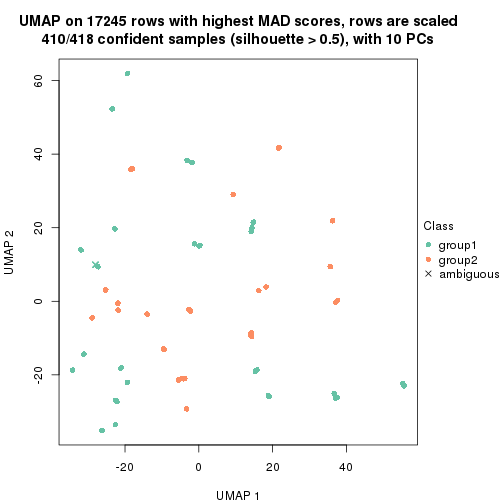 UMAP on 17245 rows with highest MAD scores, rows are scaled
410/418 confident samples (silhouette > 0.5), with 10 PCs
60
40
20
0
-20
UMAP 2
-20
0
20
40
UMAP 1
Class
group1
group2
ambiguous